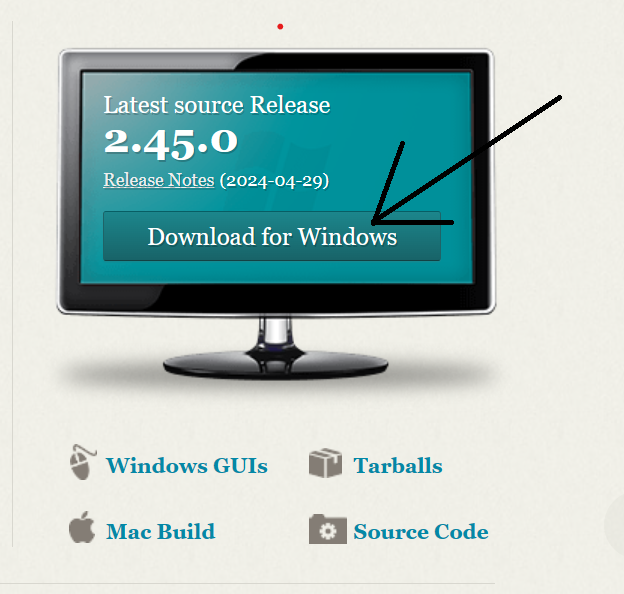 Latest source Release
2.45.0
Release Notes (2024-04-29)
Download for Windows
Windows GUIs
Tarballs
Mac Build
Source Code